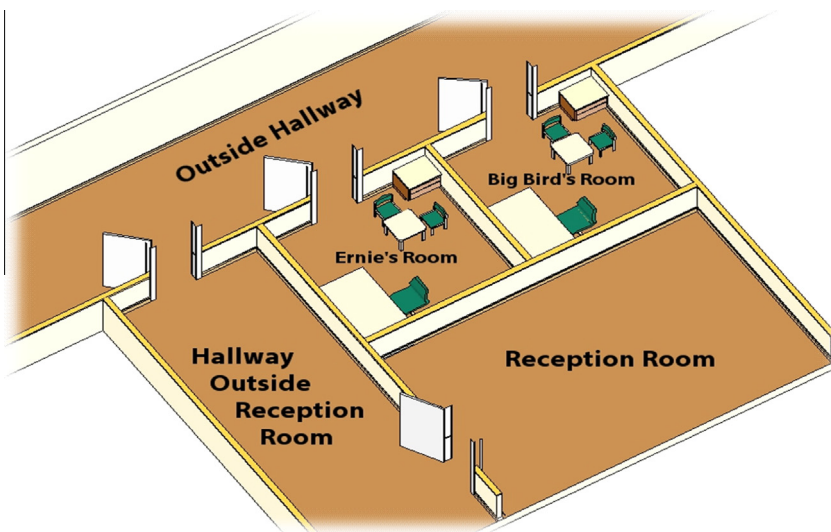 Outside Hallway
Big Bird's Room
Ernie's Room
Hallway
Outside
Reception
Room
Reception Room